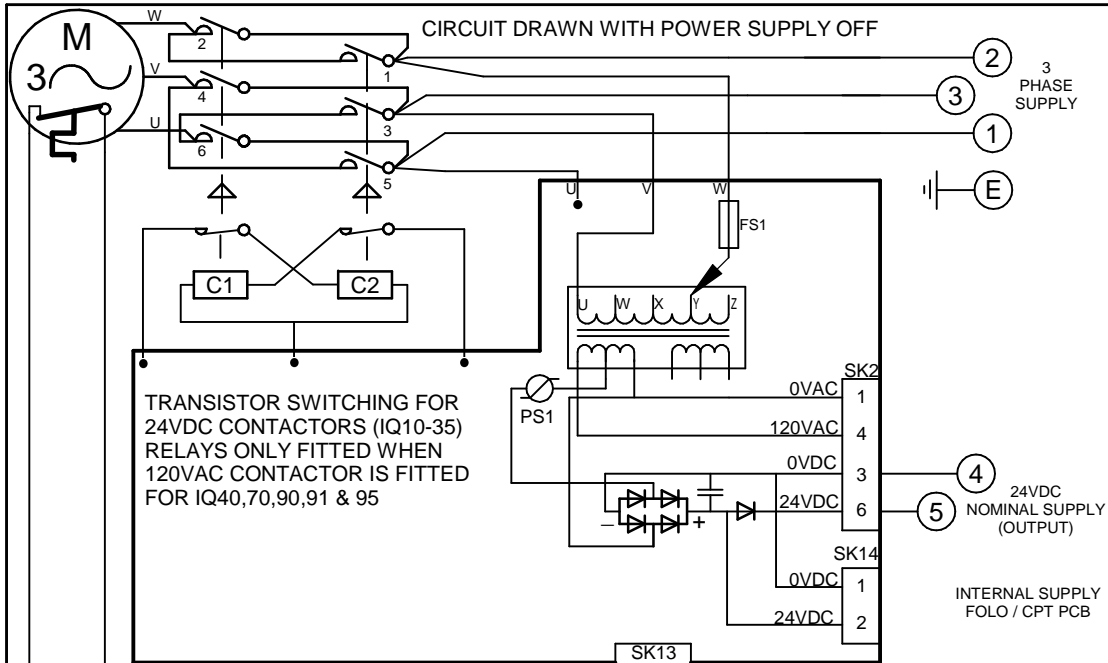 CIRCUIT DRAWN WITH POWER SUPPLY OFF
W
M
3
V
U
2
1
4
3
6
5
2
3
1
E
3
PHASE
SUPPLY
U
V
W
FS1
C1
C2
U
W
X
Y
Z
PS1
TRANSISTOR SWITCHING FOR
24VDC CONTACTORS (IQ10-35)
RELAYS ONLY FITTED WHEN
120VAC CONTACTOR IS FITTED
FOR IQ40,70,90,91 & 95
SK2
0VAC
1
120VAC
4
0VDC
3
24VDC
6
4
5
24VDC
NOMINAL SUPPLY
(OUTPUT)
– +
SK14
0VDC
1
24VDC
2
INTERNAL SUPPLY
FOLO / CPT PCB
SK13